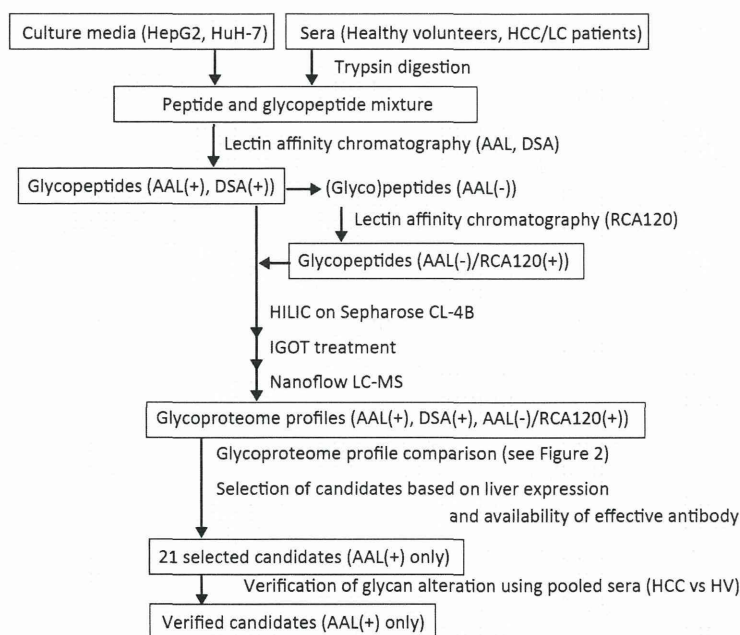 Culture media (HepG2, HuH-7)
Sera (Healthy volunteers, HCC/LC patients)
Trypsin digestion
Peptide and glycopeptide mixture
Lectin affinity chromatography (AAL, DSA)
Glycopeptides (AAL(+), DSA(+))
(Glyco)peptides (AAL(-))
Lectin affinity chromatography (RCA120)
Glycopeptides (AAL(-)/RCA120(+))
HILIC on Sepharose CL-4B
IGOT treatment
Nanoflow LC-MS
Glycoproteome profiles (AAL(+), DSA(+), AAL(-)/RCA120(+))
Glycoproteome profile comparison (see Figure 2)
Selection of candidates based on liver expression
and availability of effective antibody
21 selected candidates (AAL(+) only)
Verification of glycan alteration using pooled sera (HCC vs HV)
Verified candidates (AAL(+) only)